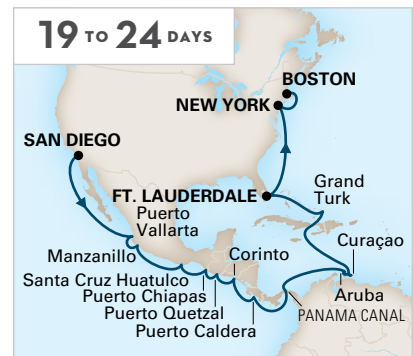 19 TO 24 DAYS
BOSTON
NEW YORK
SAN DIEGO
FT. LAUDERDALE
Grand
Turk
Puerto
Vallarta
Manzanillo
Corinto
Curaçao
Santa Cruz Huatulco
Puerto Chiapas
Puerto Quetzal
Puerto Caldera
Aruba
PANAMA CANAL